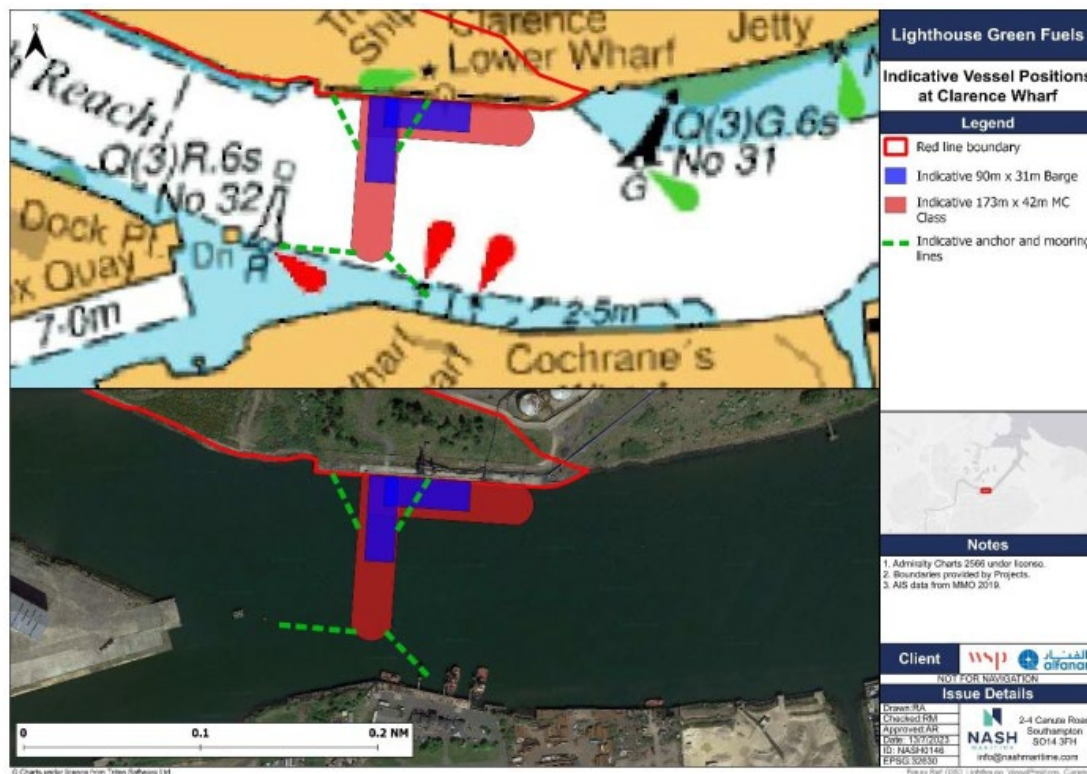 Lighthouse Green Fuels
Indicative Vessel Positions
at Clarence Wharf
Legend
Red line boundary
Indicative 90m x 31m Barge
Indicative 173m x 42m MC
Class
Indicative anchor and mooring
lines
Clarence
Lower Wharf
Jetty
Reach
Q(3)R.6s
No 32
Q(3)G.6s
No 31
G
Dock Pt
Quay
Dn
R
7.0m
2.5m
Cochrane´s
0
0.1
0.2 NM
Notes
1. Admiralty Charts 2566 under license.
2. Boundaries provided by Projects.
3. AIS data from MMO 2019.
Client
wsp
الفنار
alfanar
NOT FOR NAVIGATION
Issue Details
Drawn:RA
Checked:RM
Approved:AR
ID: NASH0146
EPSG:32630
NASH
MARITIME
2-4 Canute Road
Southampton
SO14 3FH
info@nashmaritime.com